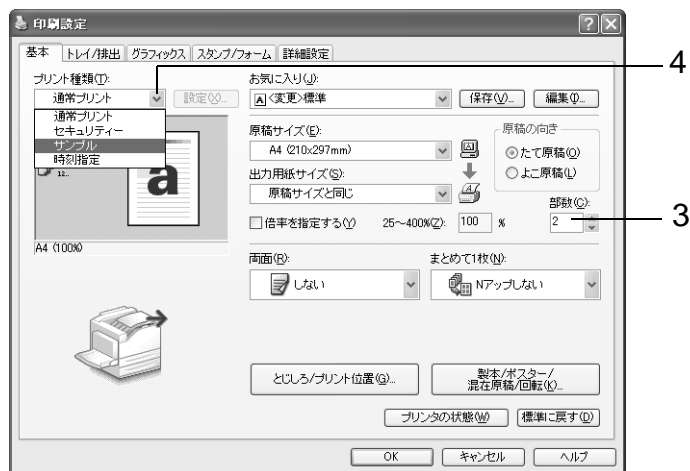 印刷設定
基本 トレイ/排出 グラフィックス スタンプ/フォーム 詳細設定
プリント種類(T):
通常プリント 設定(X)...
通常プリント
セキュリティー
サンプル
時刻指定
12..
a
A4 (100%)
お気に入り(J):
A <変更>標準 保存(V)... 編集(I)...
原稿サイズ(E):
A4 (210x297mm)
出力用紙サイズ(S):
原稿サイズと同じ
原稿の向き
たて原稿(O)
よこ原稿(L)
部数(C):
2
倍率を指定する(Y) 25～400%(Z): 100 %
両面(R):
しない
まとめて1枚(N):
Nアップしない
とじしろ/プリント位置(G)...
製本/ポスター/
混在原稿/回転(K)...
プリンタの状態(W) 標準に戻す(D)
OK キャンセル ヘルプ
4
3